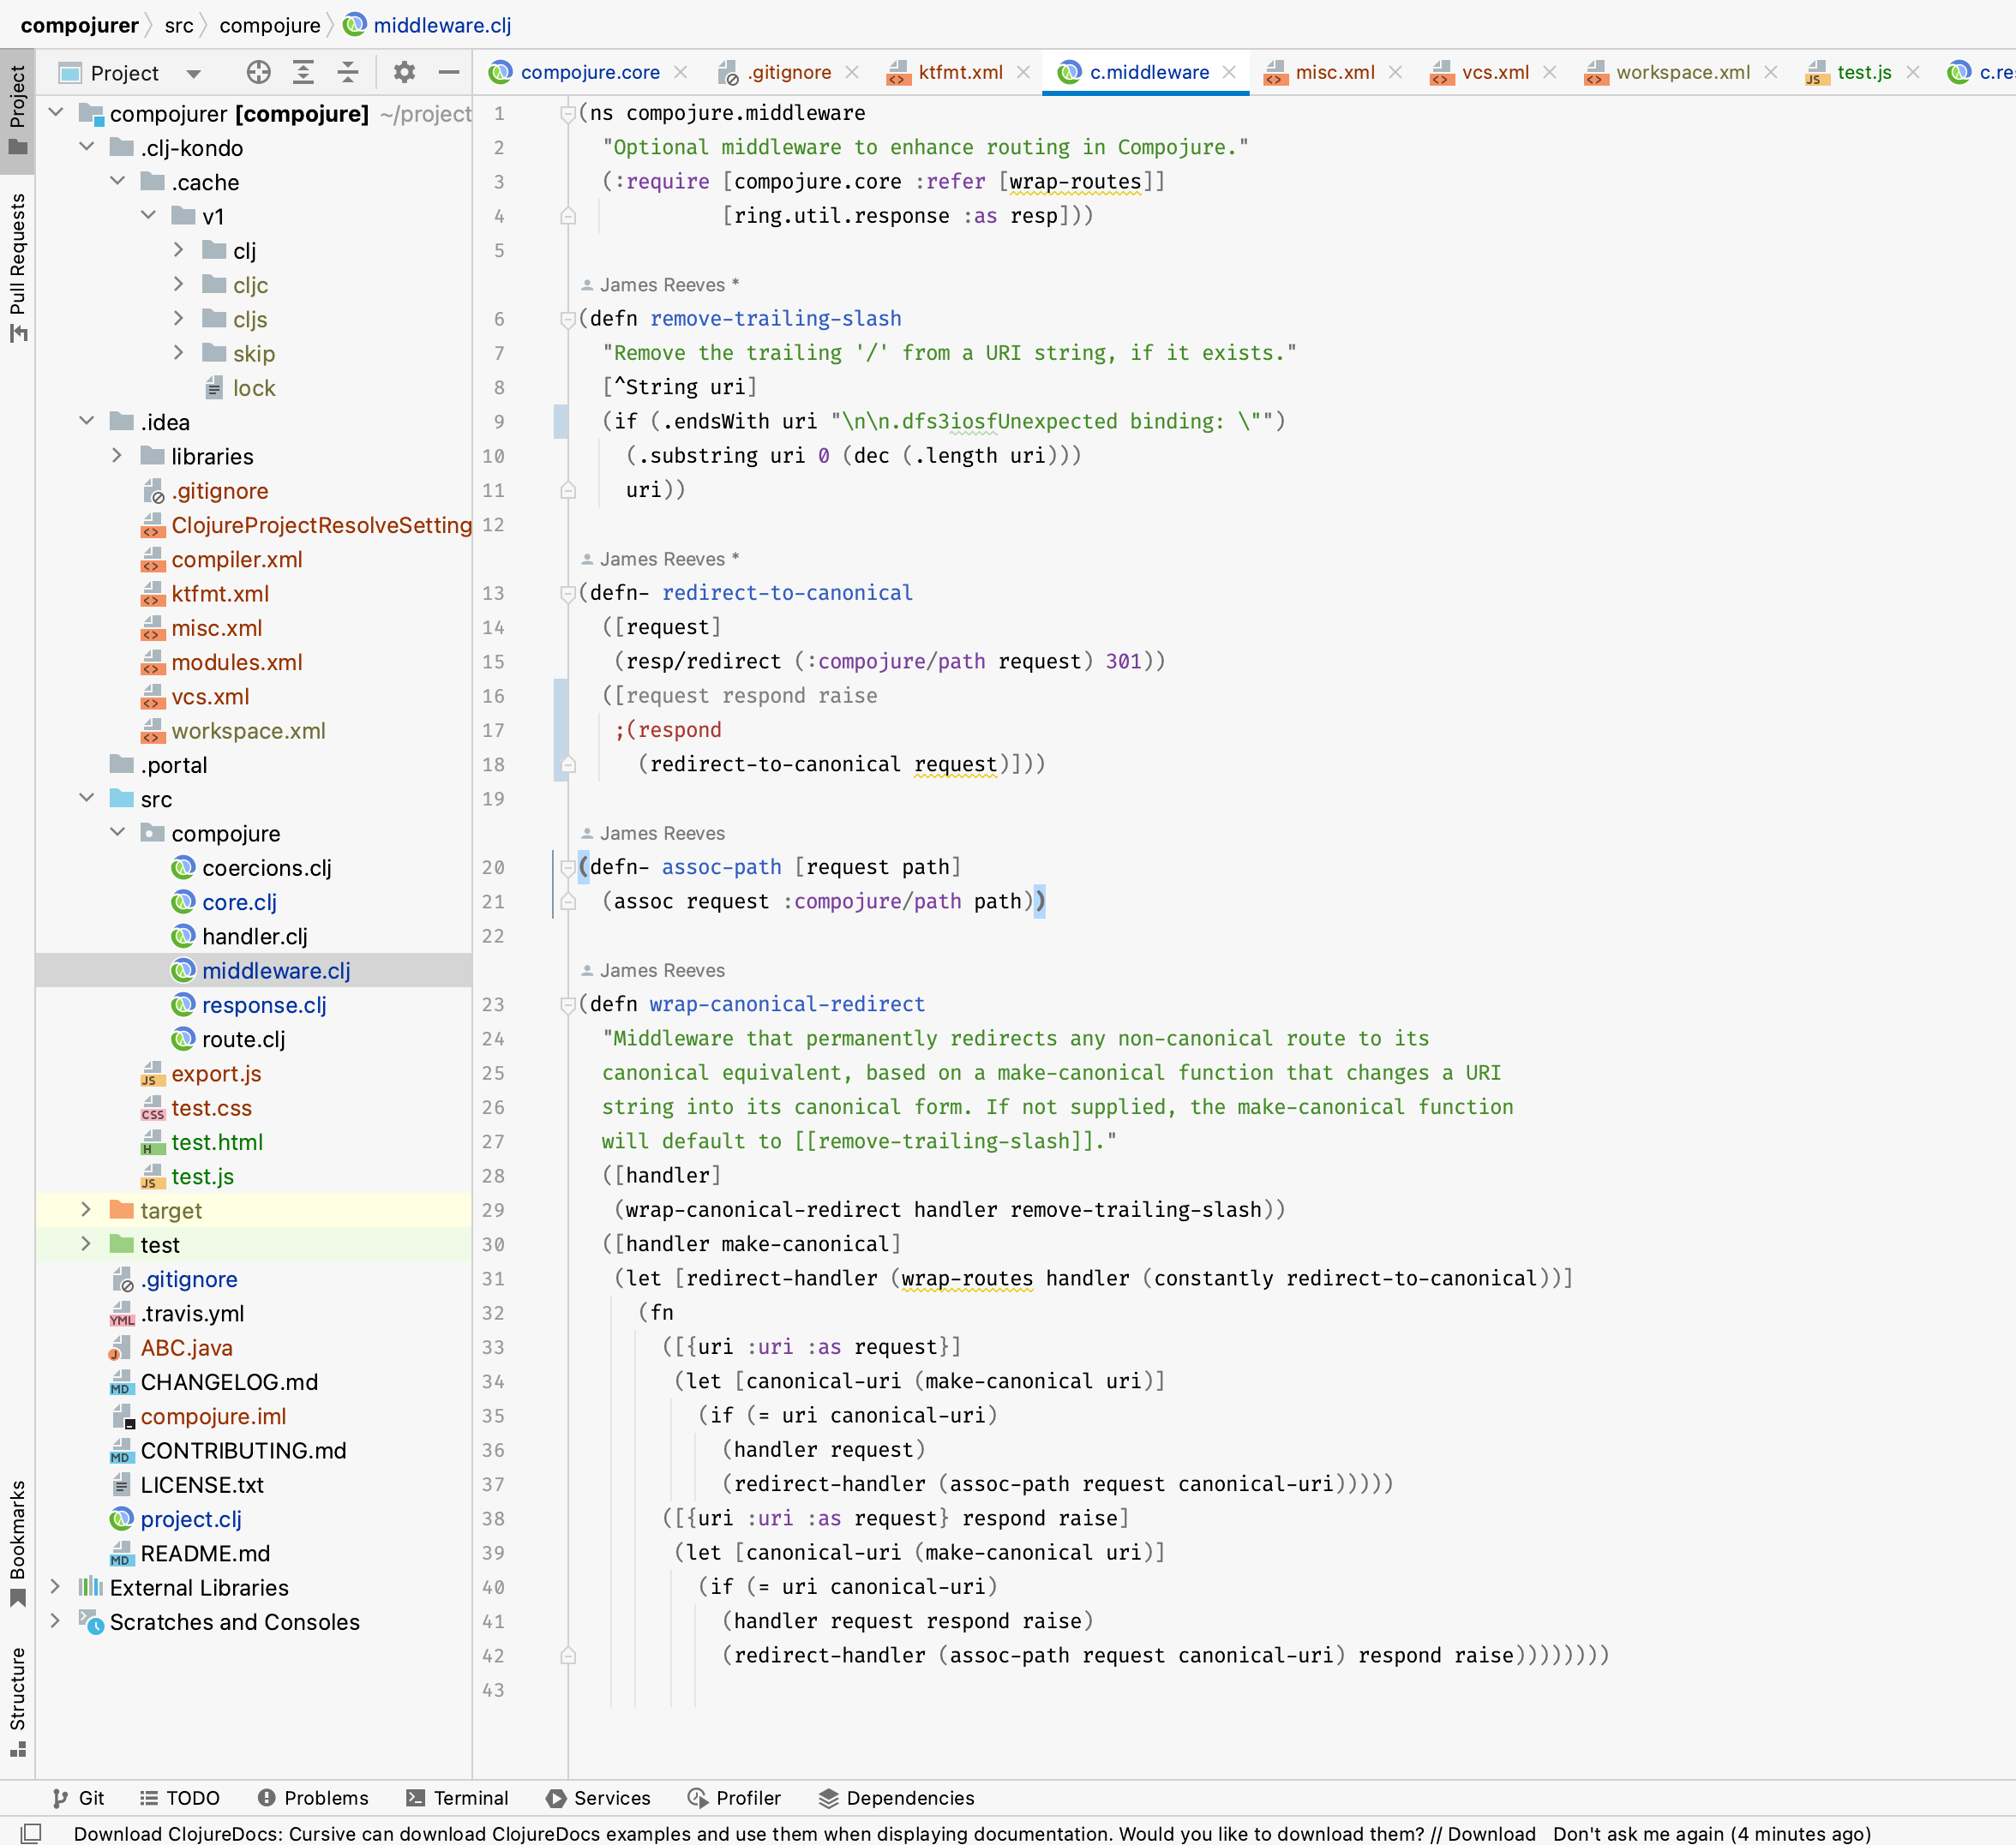 compojurer src compojure middleware.clj
Project
Pull Requests
Bookmarks
Structure
Project
compojure.core .gitignore ktfmt.xml c.middleware misc.xml vcs.xml workspace.xml test.js c.re
compojurer [compojure] ~/project
.clj-kondo
.cache
v1
clj
cljc
cljs
skip
lock
.idea
libraries
.gitignore
ClojureProjectResolveSetting
compiler.xml
ktfmt.xml
misc.xml
modules.xml
vcs.xml
workspace.xml
.portal
src
compojure
coercions.clj
core.clj
handler.clj
middleware.clj
response.clj
route.clj
export.js
test.css
test.html
test.js
target
test
.gitignore
.travis.yml
ABC.java
CHANGELOG.md
compojure.iml
CONTRIBUTING.md
LICENSE.txt
project.clj
README.md
External Libraries
Scratches and Consoles
1 (ns compojure.middleware
2 "Optional middleware to enhance routing in Compojure."
3 (:require [compojure.core :refer [wrap-routes]]
4 [ring.util.response :as resp]))
5
James Reeves *
6 (defn remove-trailing-slash
7 "Remove the trailing '/' from a URI string, if it exists."
8 [^String uri]
9 (if (.endsWith uri "\n\n.dfs3iosfUnexpected binding: \"")
10 (.substring uri 0 (dec (.length uri)))
11 uri))
12
James Reeves *
13 (defn- redirect-to-canonical
14 ([request]
15 (resp/redirect (:compojure/path request) 301))
16 ([request respond raise
17 ;(respond
18 (redirect-to-canonical request)]))
19
James Reeves
20 (defn- assoc-path [request path]
21 (assoc request :compojure/path path))
22
James Reeves
23 (defn wrap-canonical-redirect
24 "Middleware that permanently redirects any non-canonical route to its
25 canonical equivalent, based on a make-canonical function that changes a URI
26 string into its canonical form. If not supplied, the make-canonical function
27 will default to [[remove-trailing-slash]]."
28 ([handler]
29 (wrap-canonical-redirect handler remove-trailing-slash))
30 ([handler make-canonical]
31 (let [redirect-handler (wrap-routes handler (constantly redirect-to-canonical))]
32 (fn
33 ([{uri :uri :as request}]
34 (let [canonical-uri (make-canonical uri)]
35 (if (= uri canonical-uri)
36 (handler request)
37 (redirect-handler (assoc-path request canonical-uri)))))
38 ([{uri :uri :as request} respond raise]
39 (let [canonical-uri (make-canonical uri)]
40 (if (= uri canonical-uri)
41 (handler request respond raise)
42 (redirect-handler (assoc-path request canonical-uri) respond raise))))))))
43
Git TODO Problems Terminal Services Profiler Dependencies
Download ClojureDocs: Cursive can download ClojureDocs examples and use them when displaying documentation. Would you like to download them? // Download Don't ask me again (4 minutes ago)